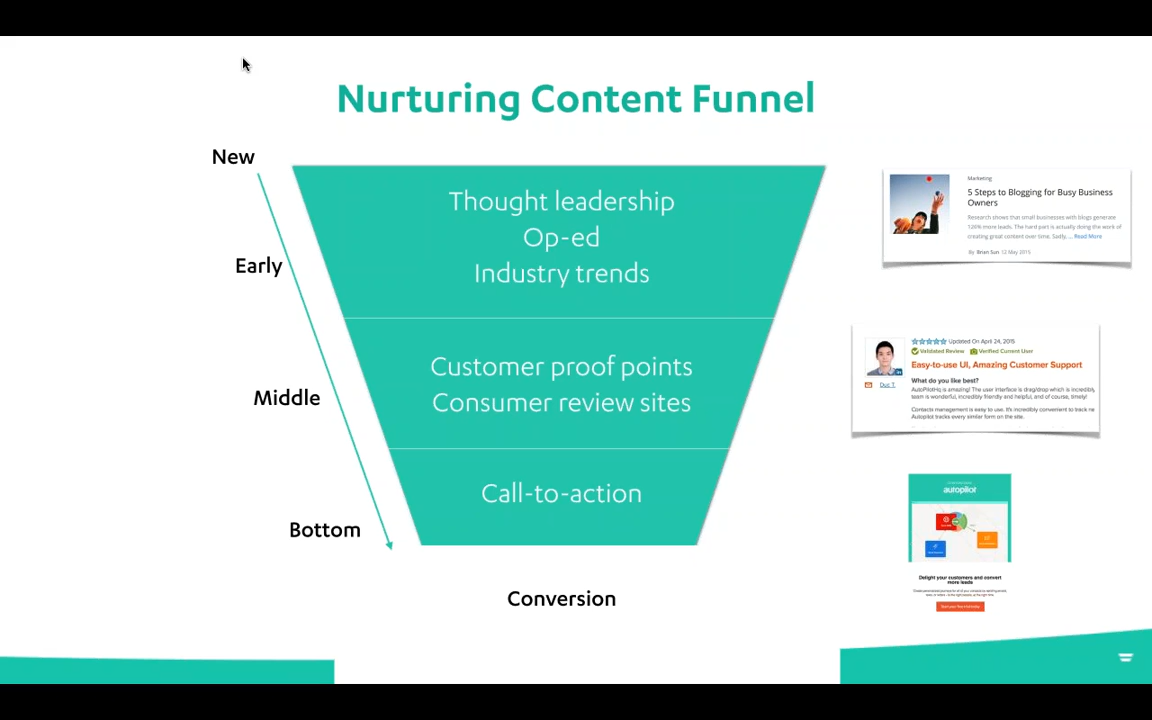 Nurturing Content Funnel
New
Early
Middle
Bottom
Thought leadership
Op-ed
Industry trends
Customer proof points
Consumer review sites
Call-to-action
Conversion
Marketing
5 Steps to Blogging for Busy Business
Owners
Research shows that small businesses with blogs generate
126% more leads. The hard part is actually doing the work of
creating great content over time. Sadly, ... Read More
By Brian Sun 12 May 2015
Updated On April 24, 2015
Validated Review Verified Current User
Easy-to-use UI, Amazing Customer Support
Duc T.
What do you like best?
AutoPilotHq is amazing! The user interface is drag/drop which is incredibly
team is wonderful, incredibly friendly and helpful, and of course, timely!
Contacts management is easy to use. It's incredibly convenient to track ne
Autopilot tracks every similar form on the site.
autopilot
Delight your customers and convert
more leads